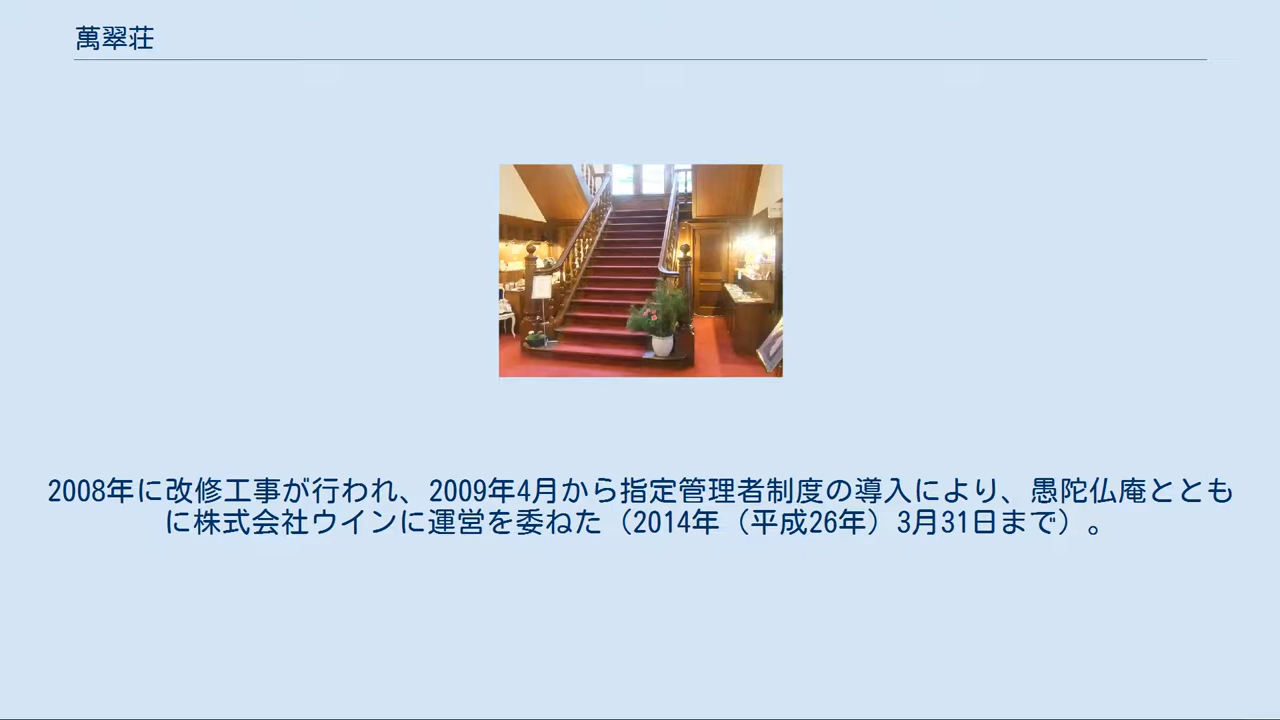 萬翠荘
2008年に改修工事が行われ、2009年4月から指定管理者制度の導入により、愚陀仏庵ととも
に株式会社ウインに運営を委ねた（2014年（平成26年）3月31日まで）。